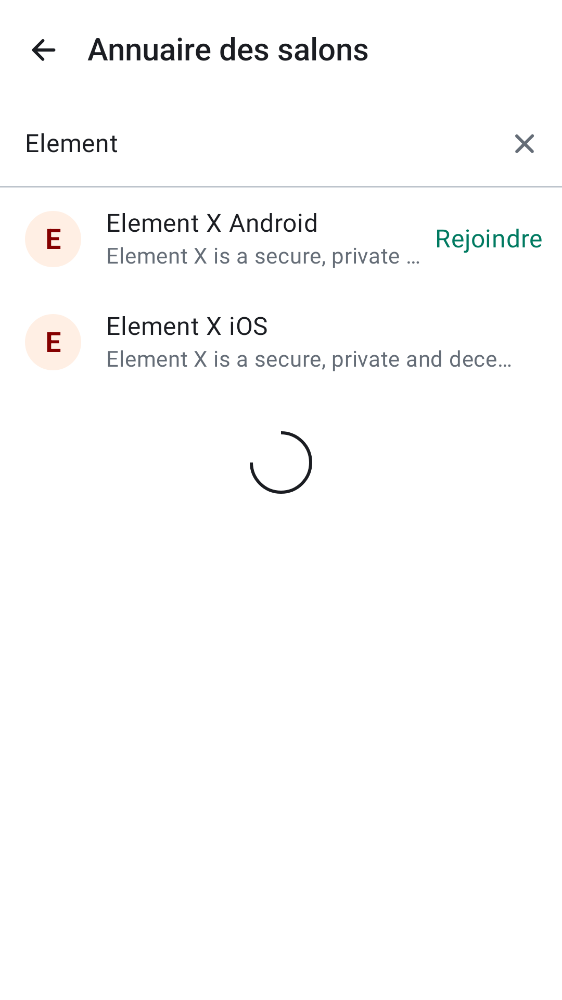 Annuaire des salons
Element
E
Element X Android
Element X is a secure, private …
Rejoindre
E
Element X iOS
Element X is a secure, private and dece…